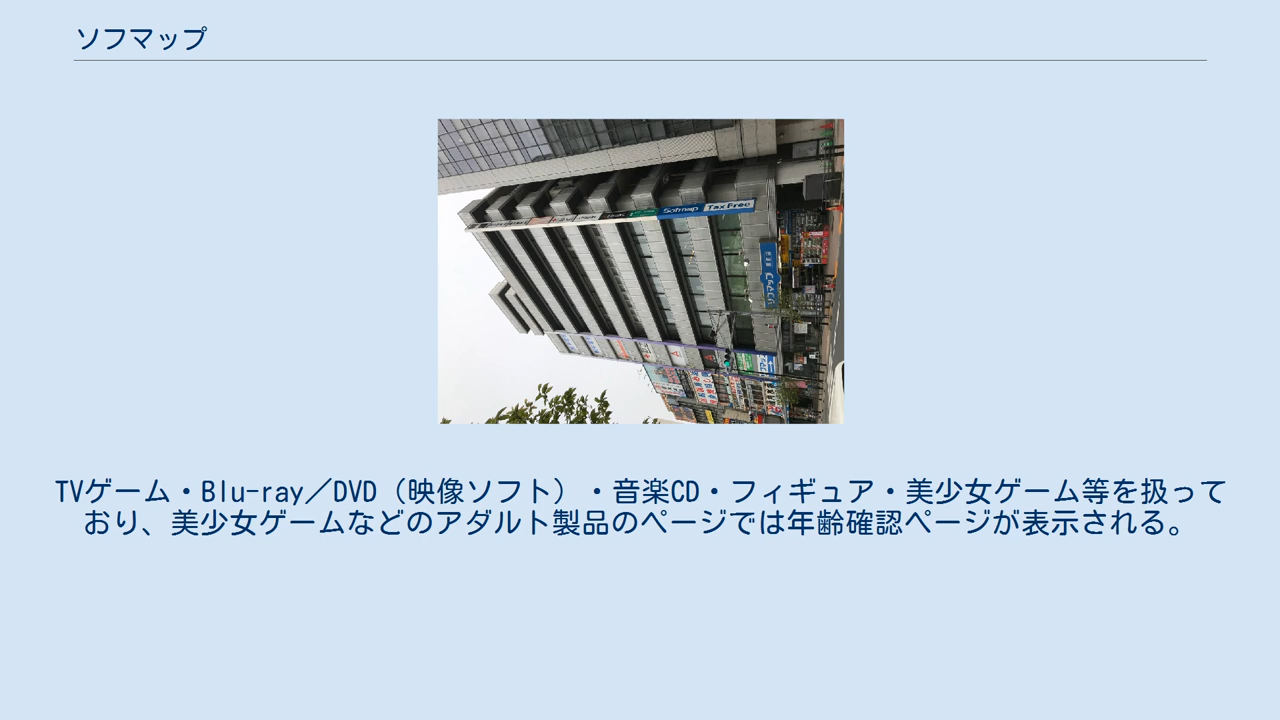 ソフマップ
Sofmap
Tax Free
TVゲーム・Blu-ray／DVD（映像ソフト）・音楽CD・フィギュア・美少女ゲーム等を扱って
おり、美少女ゲームなどのアダルト製品のページでは年齢確認ページが表示される。